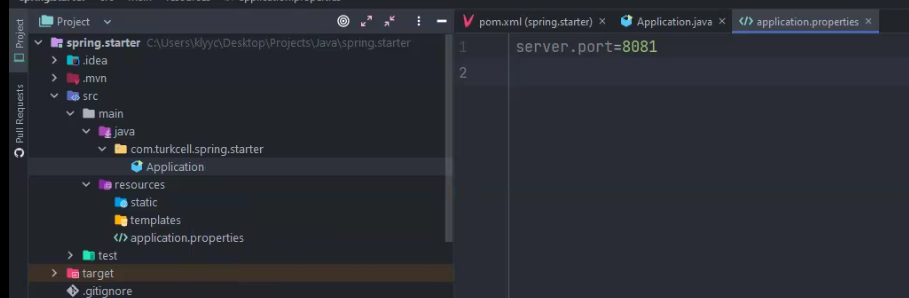 Project
Pull Requests
Project
spring.starter C:\Users\klyyc\Desktop\Projects\Java\spring.starter
.idea
.mvn
src
main
java
com.turkcell.spring.starter
Application
resources
static
templates
application.properties
test
target
.gitignore
pom.xml (spring.starter)
Application.java
application.properties
1 server.port=8081
2